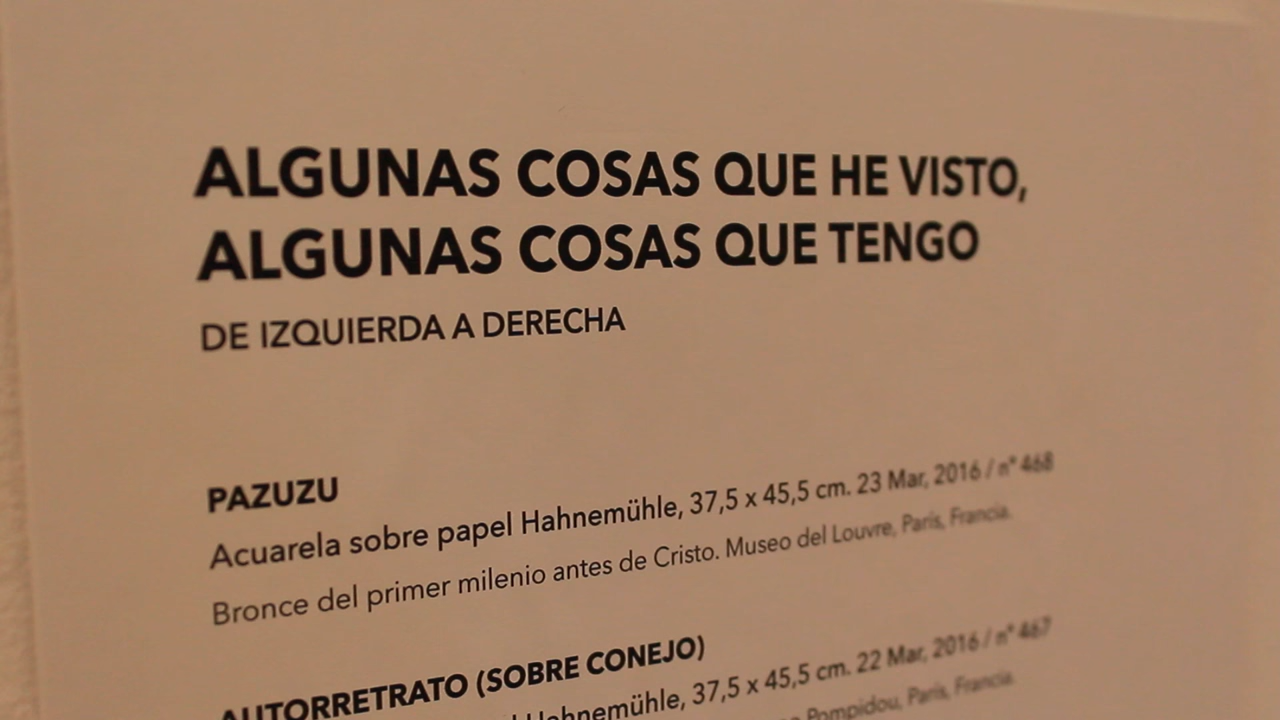 ALGUNAS COSAS QUE HE VISTO,
ALGUNAS COSAS QUE TENGO
DE IZQUIERDA A DERECHA
PAZUZU
Acuarela sobre papel Hahnemühle, 37,5 x 45,5 cm. 23 Mar, 2016 / nº 468
Bronce del primer milenio antes de Cristo. Museo del Louvre, París, Francia.
AUTORRETRATO (SOBRE CONEJO)
Hahnemühle, 37,5 x 45,5 cm. 22 Mar, 2016 / nº 467
Pompidou, París, Francia.